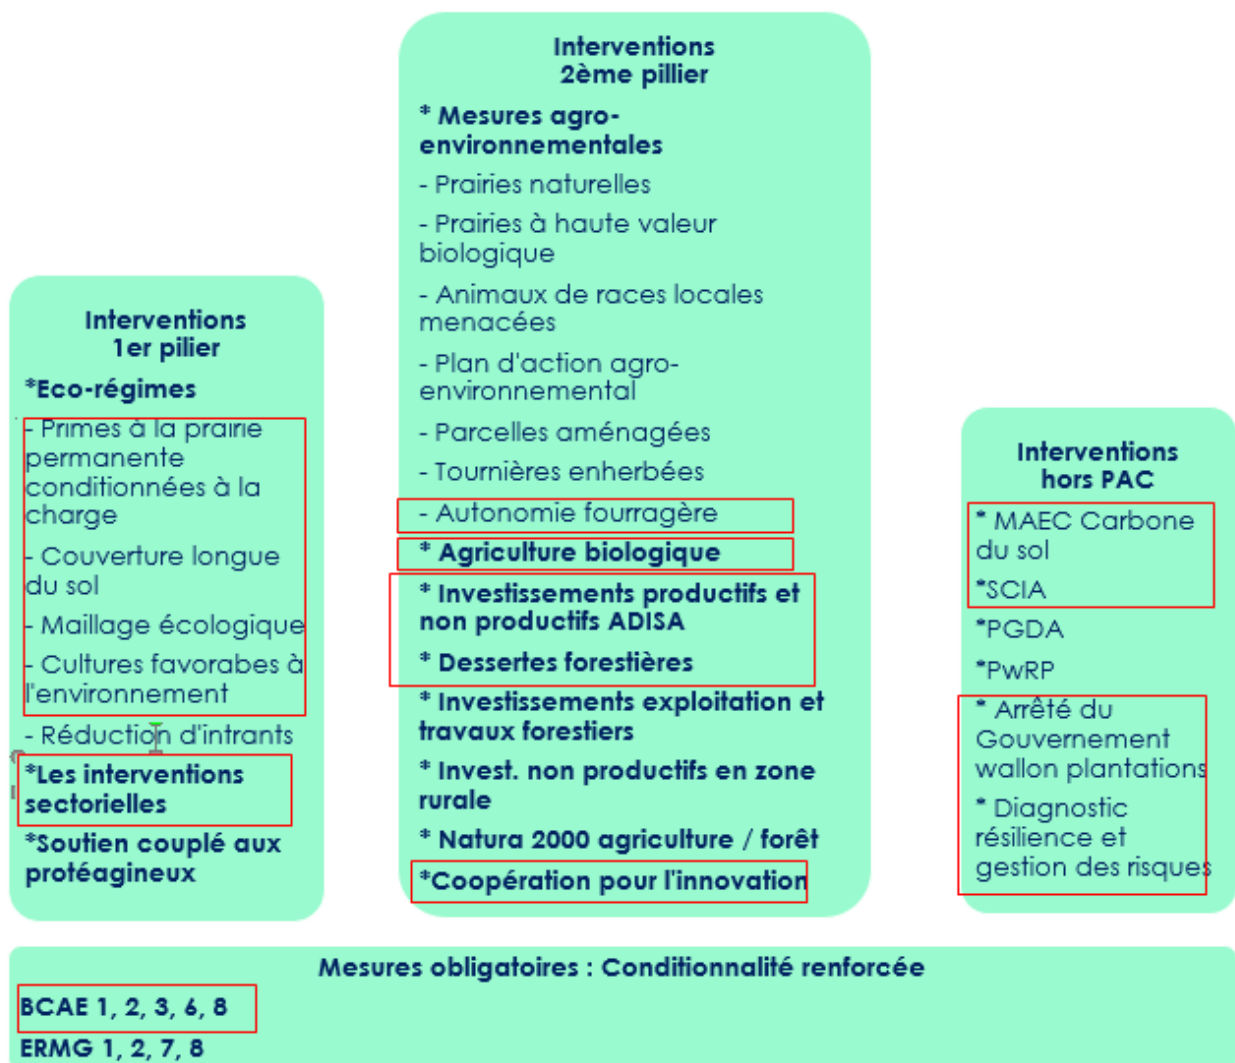 Interventions
1er pilier
*Eco-régimes
- Primes à la prairie
permanente
conditionnées à la
charge
- Couverture longue
du sol
- Maillage écologique
- Cultures favorabes à
l'environnement
- Réduction d'intrants
*Les interventions
sectorielles
*Soutien couplé aux
protéagineux
Interventions
2ème pillier
* Mesures agro-
environnementales
- Prairies naturelles
- Prairies à haute valeur
biologique
- Animaux de races locales
menacées
- Plan d'action agro-
environnemental
- Parcelles aménagées
- Tournières enherbées
- Autonomie fourragère
* Agriculture biologique
* Investissements productifs et
non productifs ADISA
* Dessertes forestières
* Investissements exploitation et
travaux forestiers
* Invest. non productifs en zone
rurale
* Natura 2000 agriculture / forêt
*Coopération pour l'innovation
Interventions
hors PAC
* MAEC Carbone
du sol
*SCIA
*PGDA
*PwRP
* Arrêté du
Gouvernement
wallon plantations
* Diagnostic
résilience et
gestion des risques
Mesures obligatoires : Conditionnalité renforcée
BCAE 1, 2, 3, 6, 8
ERMG 1, 2, 7, 8